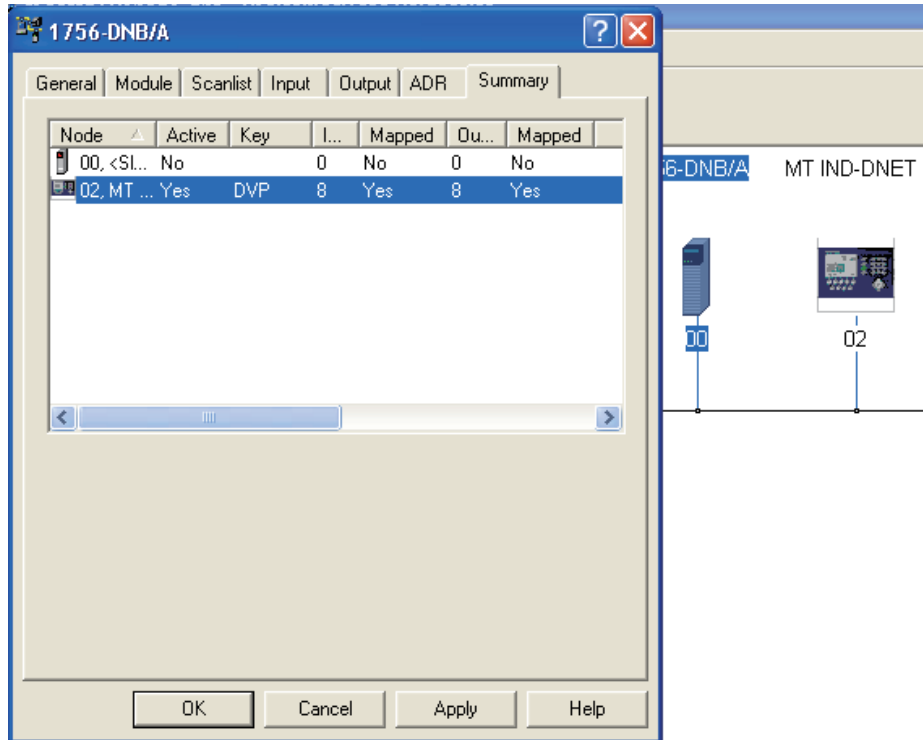 1756-DNB/A
General Module Scanlist Input Output ADR Summary
Node Active Key I... Mapped Ou... Mapped
00, <SI... No 0 No 0 No
02, MT ... Yes DVP 8 Yes 8 Yes
OK Cancel Apply Help
56-DNB/A MT IND-DNET
00 02